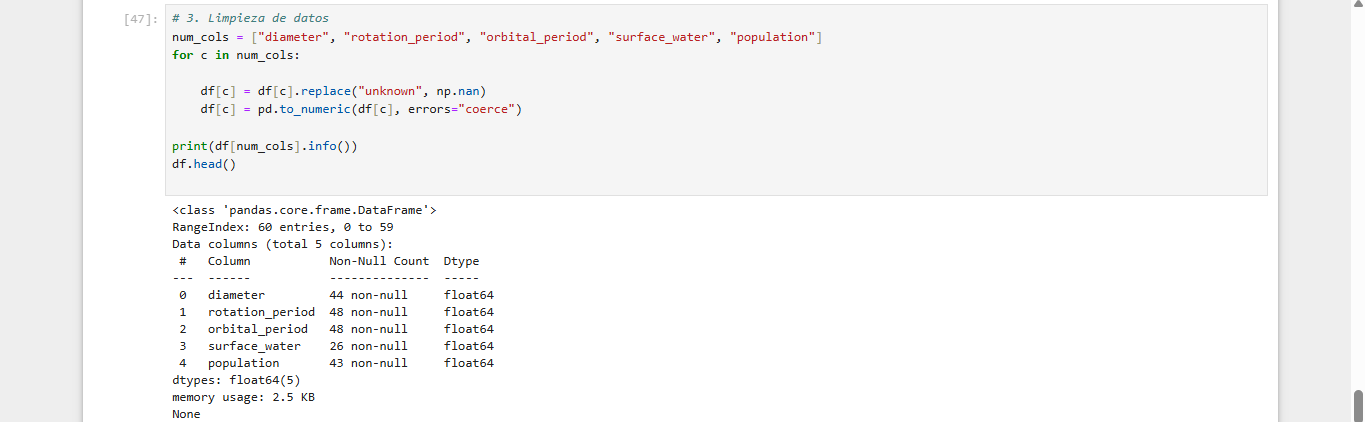 [47]: # 3. Limpieza de datos
num_cols = ["diameter", "rotation_period", "orbital_period", "surface_water", "population"]
for c in num_cols:
    df[c] = df[c].replace("unknown", np.nan)
    df[c] = pd.to_numeric(df[c], errors="coerce")
print(df[num_cols].info())
df.head()
<class 'pandas.core.frame.DataFrame'>
RangeIndex: 60 entries, 0 to 59
Data columns (total 5 columns):
 #   Column           Non-Null Count  Dtype
---  ------           --------------  -----
 0   diameter         44 non-null     float64
 1   rotation_period  48 non-null     float64
 2   orbital_period   48 non-null     float64
 3   surface_water    26 non-null     float64
 4   population       43 non-null     float64
dtypes: float64(5)
memory usage: 2.5 KB
None